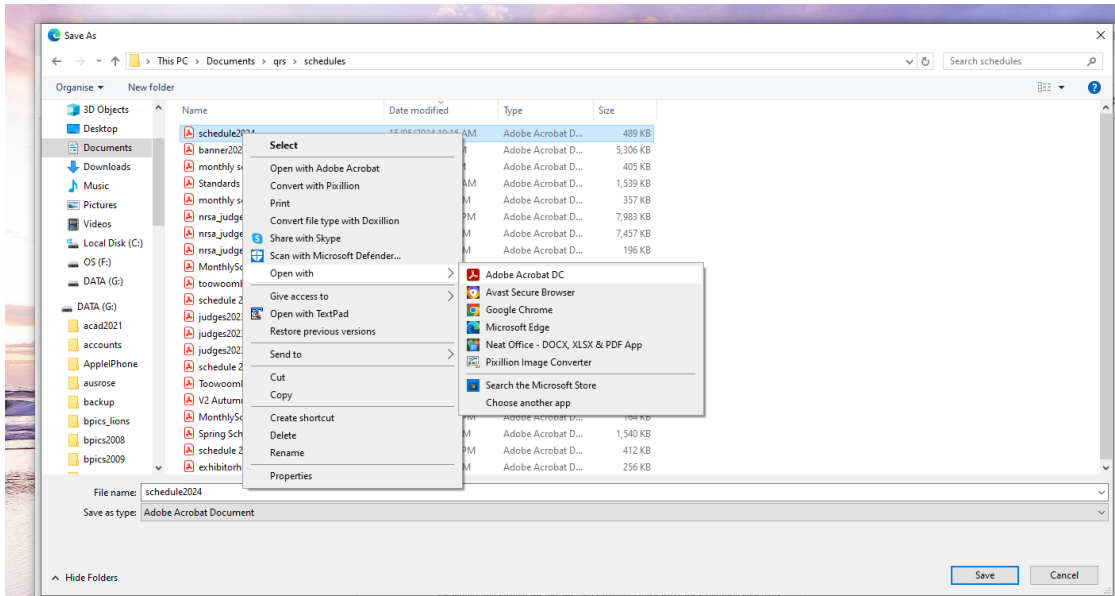 Save As
This PC > Documents > qrs > schedules
Search schedules
Organise
New folder
3D Objects
Desktop
Documents
Downloads
Music
Pictures
Videos
Local Disk (C:)
OS (F:)
DATA (G:)
DATA (G:)
acad2021
accounts
AppleIPhone
ausrose
backup
bpics_lions
bpics2008
bpics2009
Name Date modified Type Size
schedule2024 15/05/2024 10:16 AM Adobe Acrobat D... 489 KB
banner202 Adobe Acrobat D... 5,306 KB
monthly s Adobe Acrobat D... 405 KB
Standards AM Adobe Acrobat D... 1,539 KB
monthly s M Adobe Acrobat D... 357 KB
nrsa_judge PM Adobe Acrobat D... 7,983 KB
nrsa_judge M Adobe Acrobat D... 7,457 KB
nrsa_judge M Adobe Acrobat D... 196 KB
MonthlySc
toowoomb
schedule 2
judges202
judges202
judges202
schedule 2
Toowoomb
V2 Autum
MonthlySc PM Adobe Acrobat D... 164 KB
Spring Sch M Adobe Acrobat D... 1,540 KB
schedule 2 PM Adobe Acrobat D... 412 KB
exhibitorh M Adobe Acrobat D... 256 KB
Select
Open with Adobe Acrobat
Convert with Pixillion
Print
Convert file type with Doxillion
Share with Skype
Scan with Microsoft Defender...
Open with
Give access to
Open with TextPad
Restore previous versions
Send to
Cut
Copy
Create shortcut
Delete
Rename
Properties
Adobe Acrobat DC
Avast Secure Browser
Google Chrome
Microsoft Edge
Neat Office - DOCX, XLSX & PDF App
Pixillion Image Converter
Search the Microsoft Store
Choose another app
File name: schedule2024
Save as type: Adobe Acrobat Document
Hide Folders
Save
Cancel